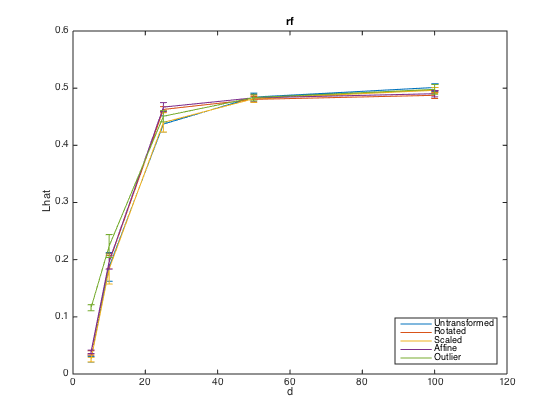 rf
0.6
0.5
0.4
0.3
0.2
0.1
0
Lhat
0 20 40 60 80 100 120
d
Untransformed
Rotated
Scaled
Affine
Outlier